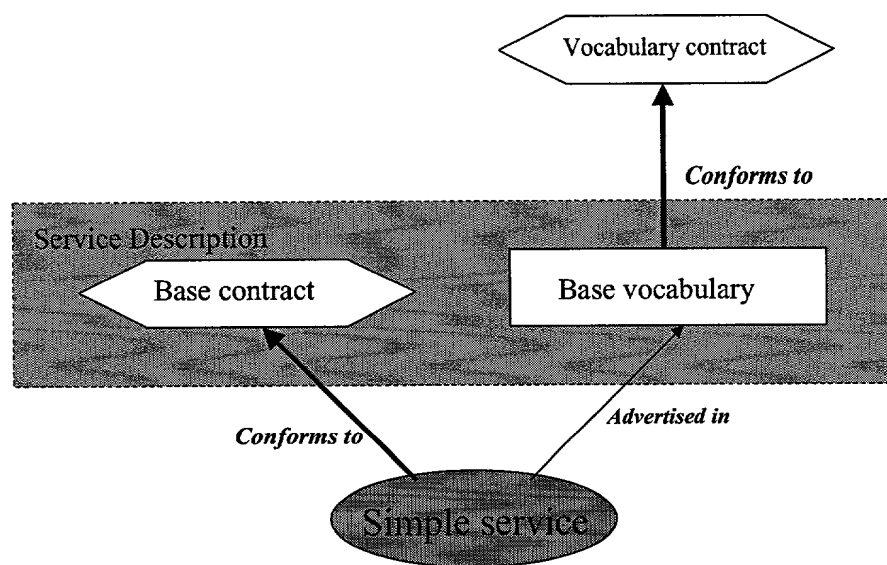 Vocabulary contract
Conforms to
Service Description
Base contract
Base vocabulary
Conforms to
Advertised in
Simple service